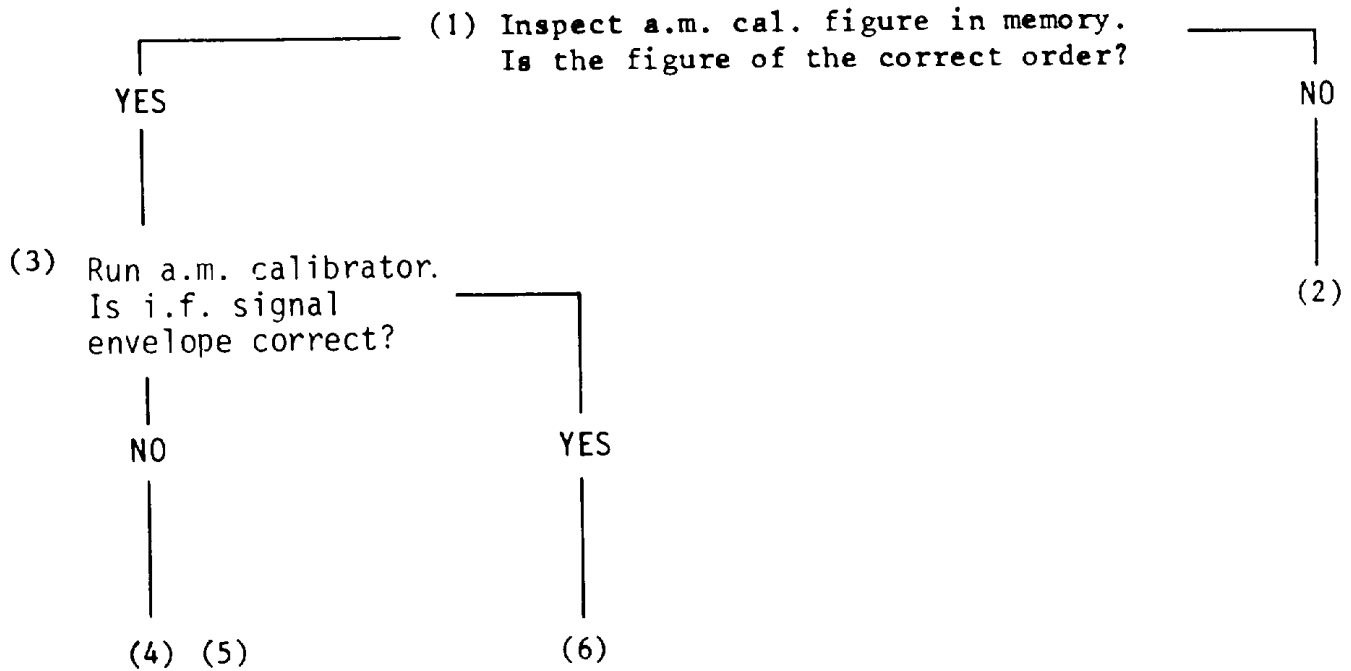 (1) Inspect a.m. cal. figure in memory.
Is the figure of the correct order?
YES
NO
(3) Run a.m. calibrator.
Is i.f. signal
envelope correct?
(2)
NO
YES
(4) (5)
(6)